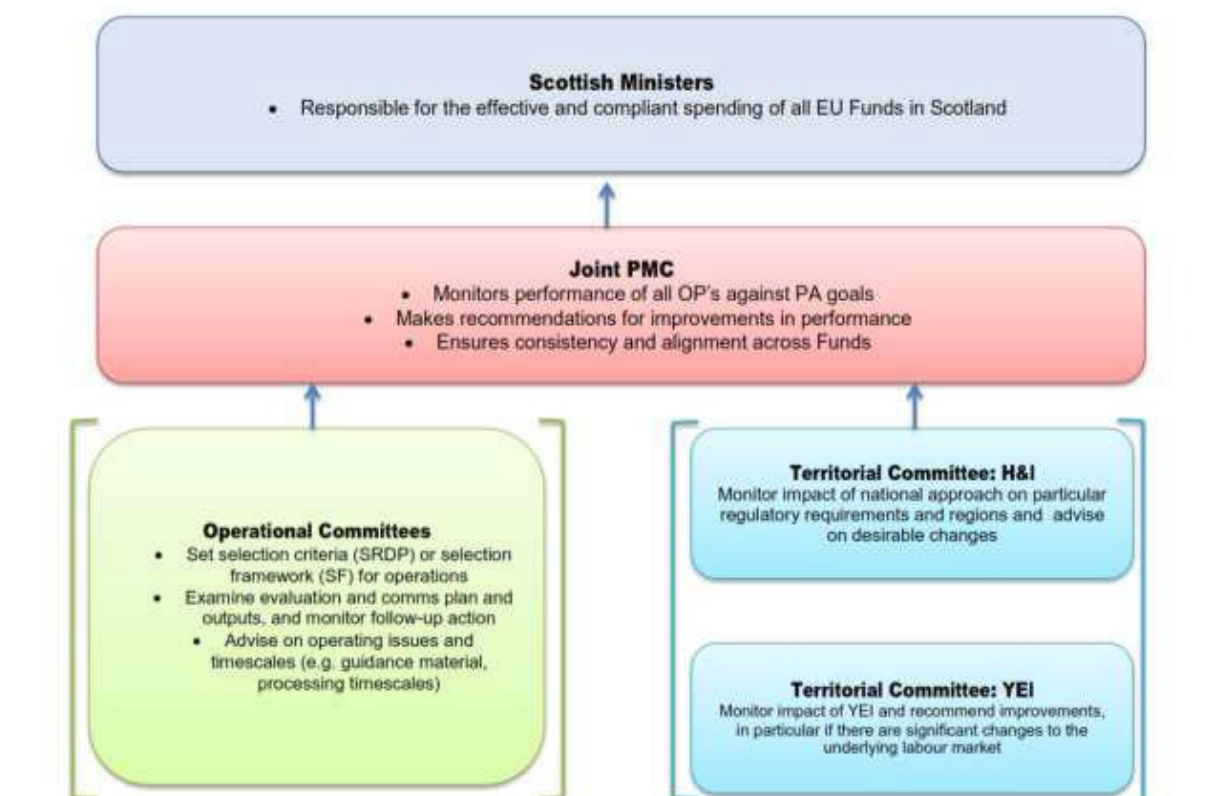 Scottish Ministers
• Responsible for the effective and compliant spending of all EU Funds in Scotland
Joint PMC
• Monitors performance of all OP's against PA goals
• Makes recommendations for improvements in performance
• Ensures consistency and alignment across Funds
Operational Committees
• Set selection criteria (SRDP) or selection
framework (SF) for operations
• Examine evaluation and comms plan and
outputs, and monitor follow-up action
• Advise on operating issues and
timescales (e.g. guidance material,
processing timescales)
Territorial Committee: H&I
Monitor impact of national approach on particular
regulatory requirements and regions and advise
on desirable changes
Territorial Committee: YEI
Monitor impact of YEI and recommend improvements,
in particular if there are significant changes to the
underlying labour market